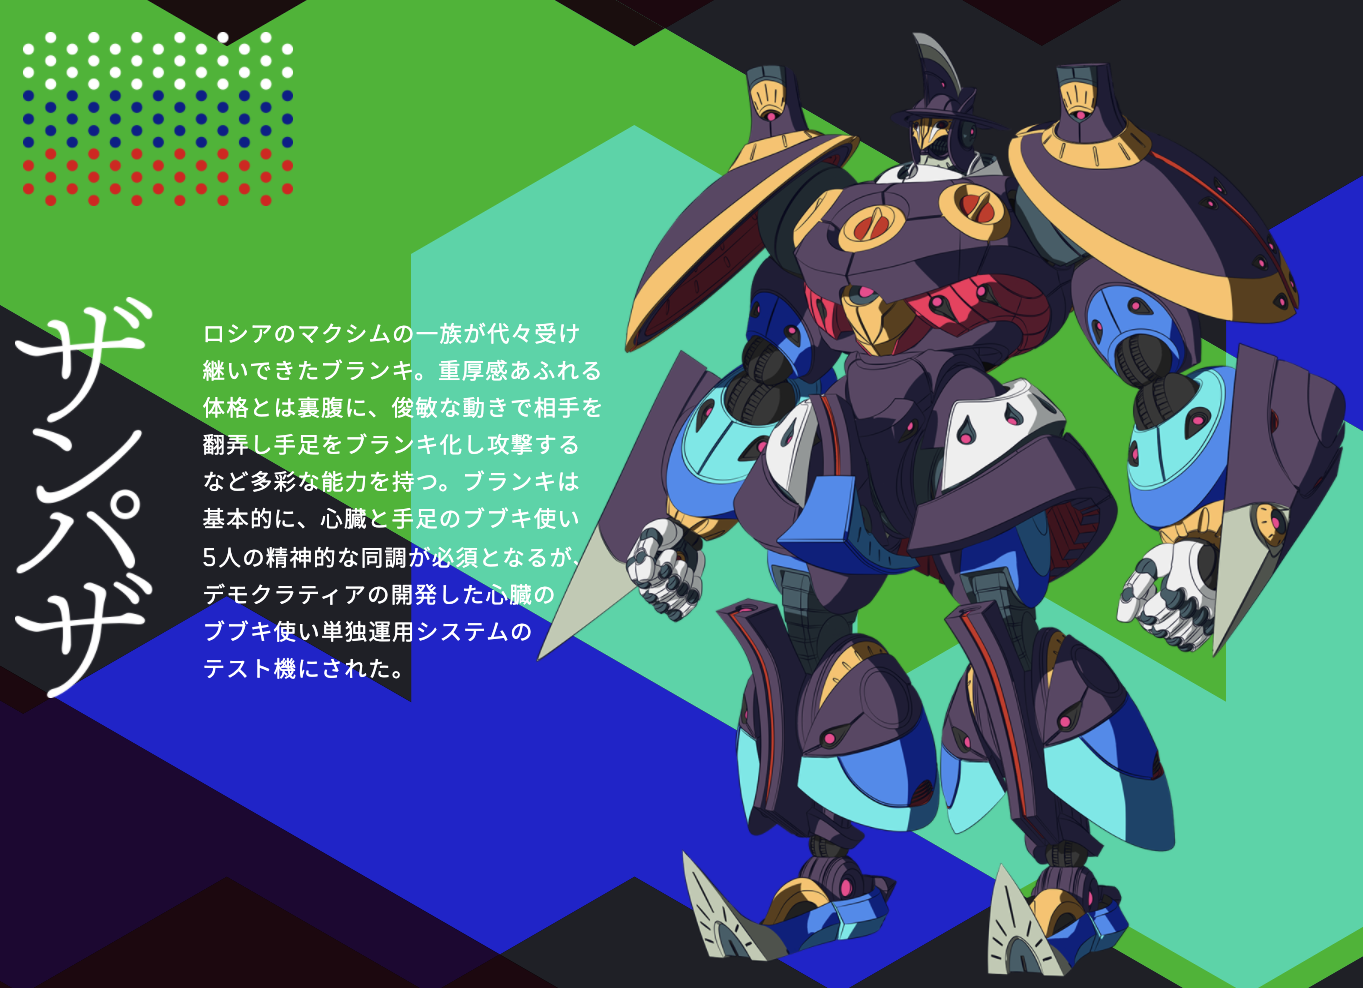 ザンバザ
ロシアのマクシムの一族が代々受け
継いできたブランキ。重厚感あふれる
体格とは裏腹に、俊敏な動きで相手を
翻弄し手足をブランキ化し攻撃する
など多彩な能力を持つ。ブランキは
基本的に、心臓と手足のブブキ使い
5人の精神的な同調が必須となるが、
デモクラティアの開発した心臓の
ブブキ使い単独運用システムの
テスト機にされた。